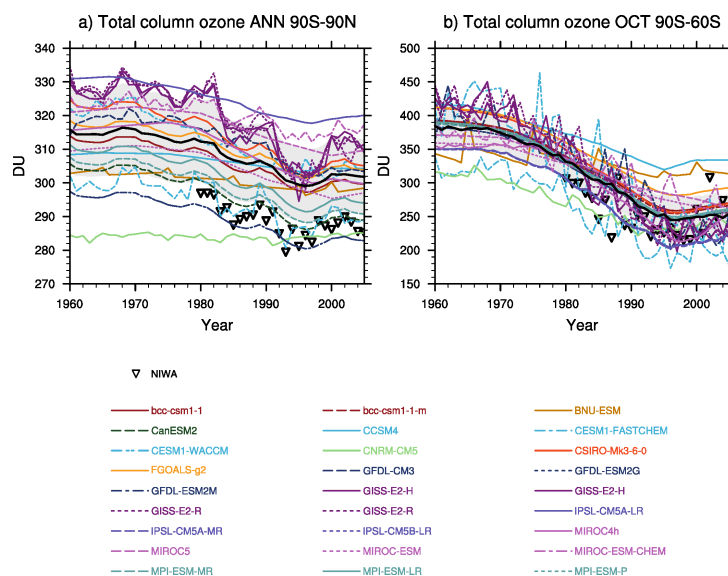 a) Total column ozone ANN 90S-90N
b) Total column ozone OCT 90S-60S
340
330
320
310
300
290
280
270
DU
1960 1970 1980 1990 2000
Year
500
450
400
350
300
250
200
150
DU
1960 1970 1980 1990 2000
Year
NIWA
bcc-csm1-1 bcc-csm1-1-m BNU-ESM
CanESM2 CCSM4 CESM1-FASTCHEM
CESM1-WACCM CNRM-CM5 CSIRO-Mk3-6-0
FGOALS-g2 GFDL-CM3 GFDL-ESM2G
GFDL-ESM2M GISS-E2-H GISS-E2-H
GISS-E2-R GISS-E2-R IPSL-CM5A-LR
IPSL-CM5A-MR IPSL-CM5B-LR MIROC4h
MIROC5 MIROC-ESM MIROC-ESM-CHEM
MPI-ESM-MR MPI-ESM-LR MPI-ESM-P